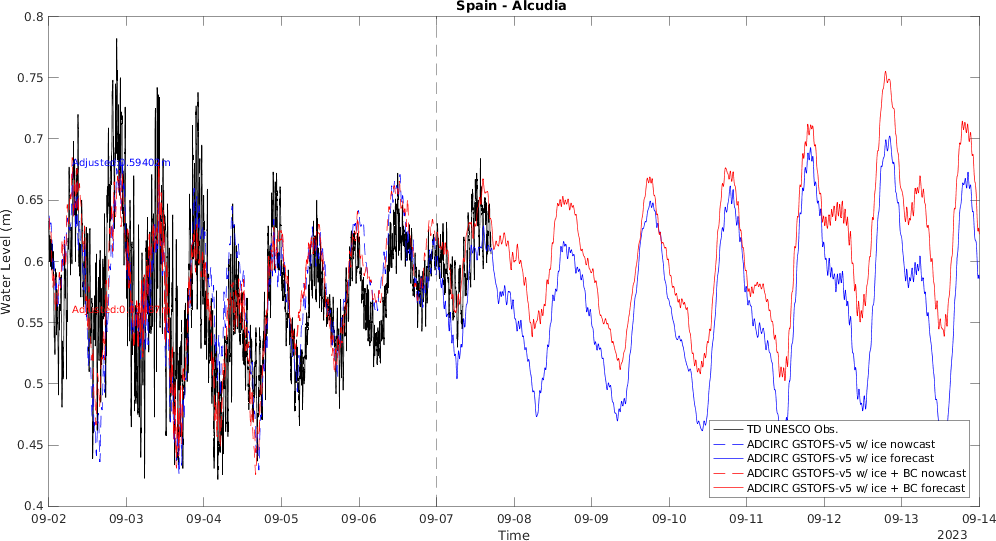 Spain - Alcudia
Water Level (m)
0.8
0.75
0.7
0.65
0.6
0.55
0.5
0.45
0.4
Adjusted:0.5940 m
Adjusted:0
09-02 09-03 09-04 09-05 09-06 09-07 09-08 09-09 09-10 09-11 09-12 09-13 09-14
Time
2023
TD UNESCO Obs.
ADCIRC GSTOFS-v5 w/ ice nowcast
ADCIRC GSTOFS-v5 w/ ice forecast
ADCIRC GSTOFS-v5 w/ ice + BC nowcast
ADCIRC GSTOFS-v5 w/ ice + BC forecast